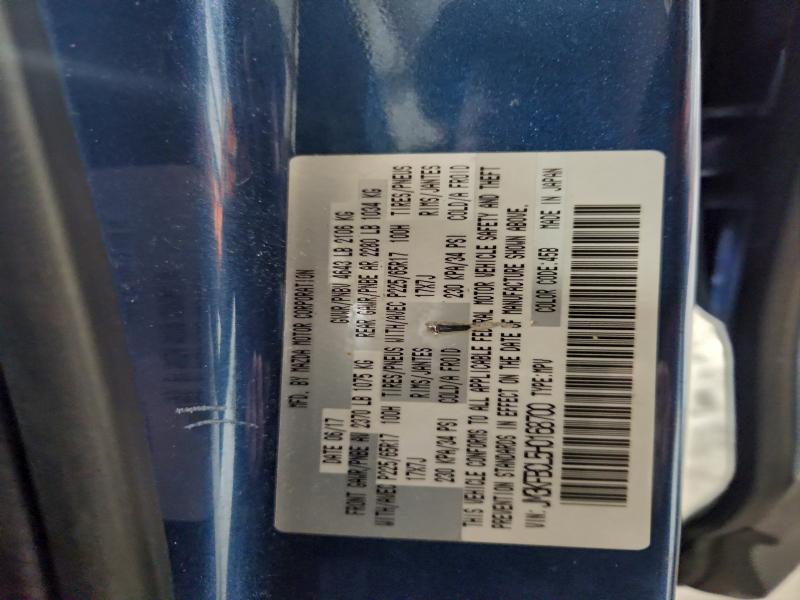 MFD. BY MAZDA MOTOR CORPORATION
DATE 06/17 GVWR/PNBV 4643 LB 2106 KG
FRONT GAWR/PNBE AV 2370 LB 1075 KG REAR GAWR/PNBE AR 2280 LB 1034 KG
WITH/AVEC P225/65R17 100H TIRES/PNEUS WITH/AVEC P225/65R17 100H TIRES/PNEUS
17X7J RIMS/JANTES 17X7J RIMS/JANTES
230 KPA/34 PSI COLD/A FROID 230 KPA/34 PSI COLD/A FROID
THIS VEHICLE CONFORMS TO ALL APPLICABLE FEDERAL MOTOR VEHICLE SAFETY AND THEFT
PREVENTION STANDARDS IN EFFECT ON THE DATE OF MANUFACTURE SHOWN ABOVE.
COLOR CODE:45B MADE IN JAPAN
VIN: JM3KFBCL5H0168700 TYPE:MPV